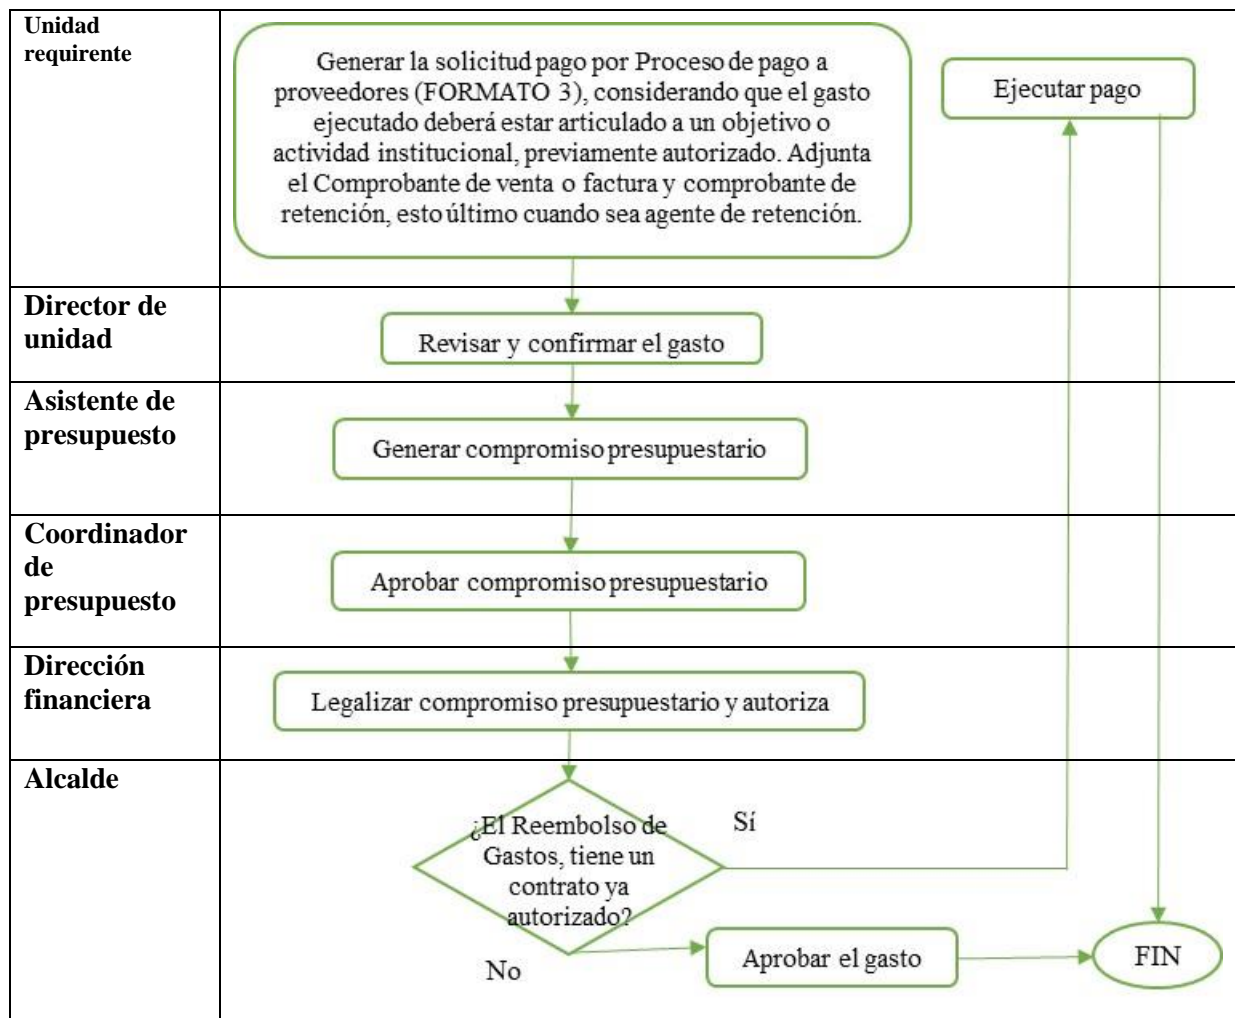 Unidad
requirente
Generar la solicitud pago por Proceso de pago a
proveedores (FORMATO 3), considerando que el gasto
ejecutado deberá estar articulado a un objetivo o
actividad institucional, previamente autorizado. Adjunta
el Comprobante de venta o factura y comprobante de
retención, esto último cuando sea agente de retención.
Ejecutar pago
Director de
unidad
Revisar y confirmar el gasto
Asistente de
presupuesto
Generar compromiso presupuestario
Coordinador
de
presupuesto
Aprobar compromiso presupuestario
Dirección
financiera
Legalizar compromiso presupuestario y autoriza
Alcalde
¿El Reembolso de
Gastos, tiene un
contrato ya
autorizado?
Sí
No
Aprobar el gasto
FIN